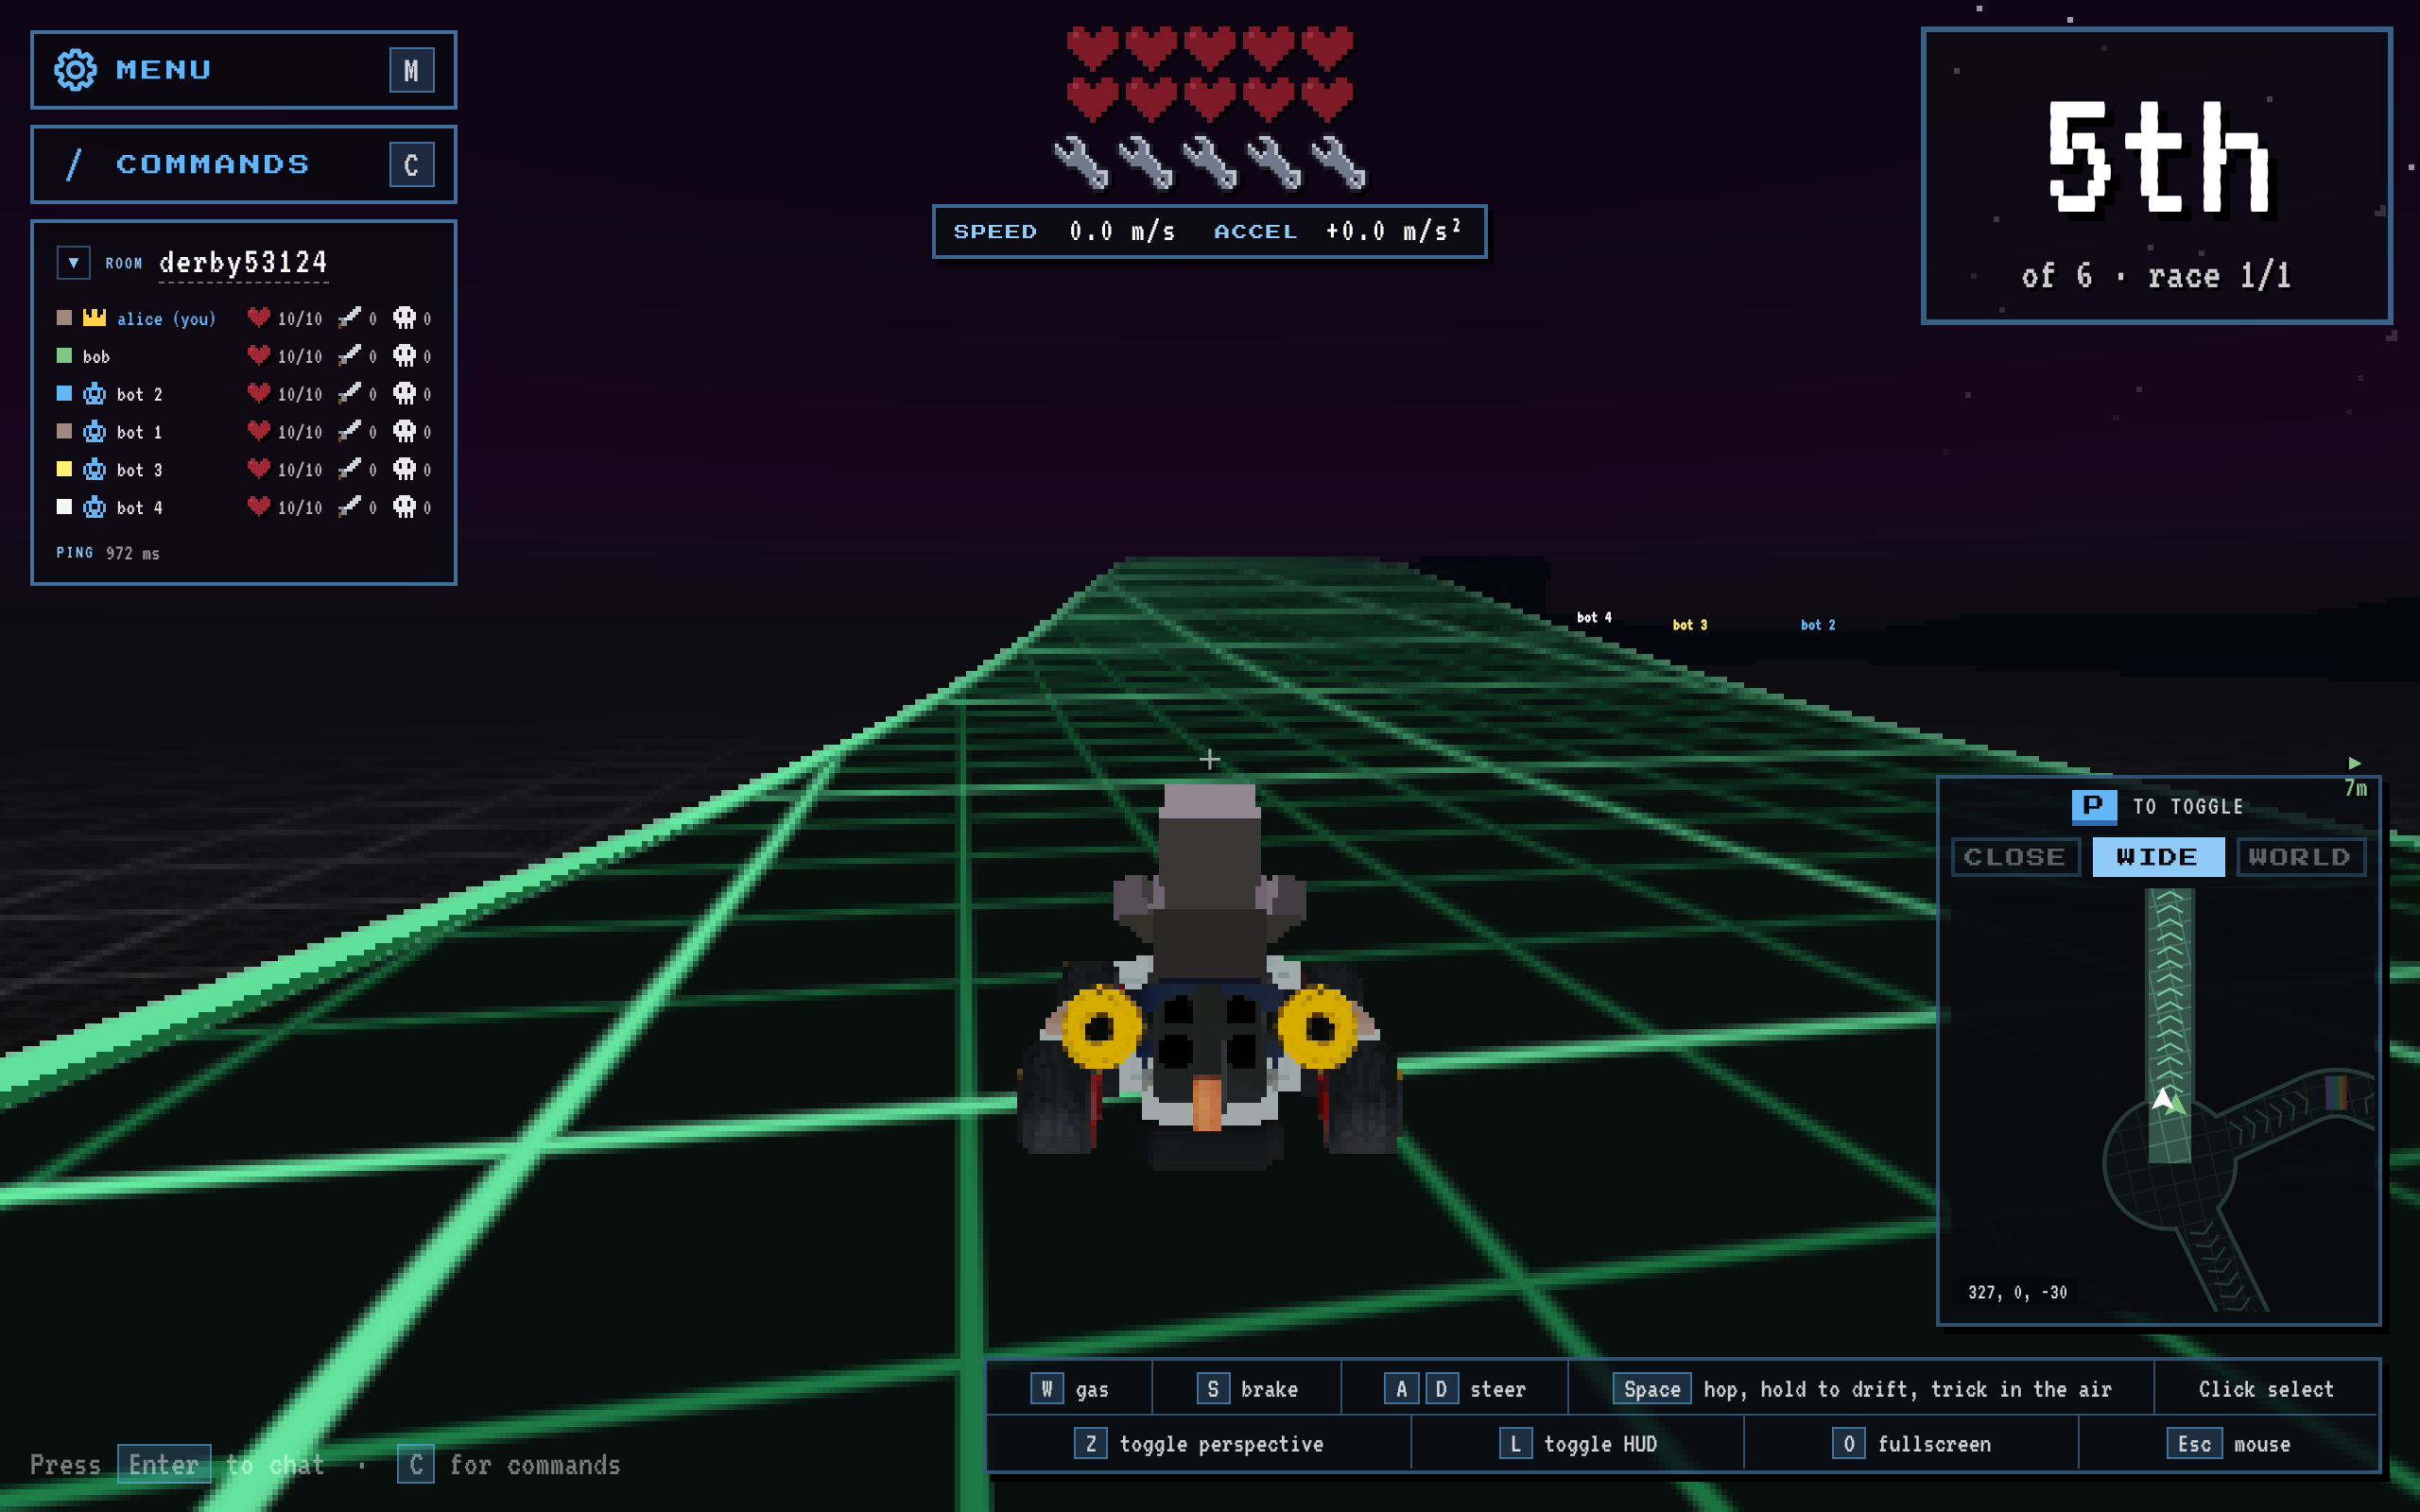 MENU M
/ COMMANDS C
▼ ROOM derby53124
alice (you) 10/10 0 0
bob 10/10 0 0
bot 2 10/10 0 0
bot 1 10/10 0 0
bot 3 10/10 0 0
bot 4 10/10 0 0
PING 972 ms
SPEED 0.0 m/s ACCEL +0.0 m/s²
5th
of 6 · race 1/1
bot 4 bot 3 bot 2
7m
P TO TOGGLE
CLOSE WIDE WORLD
327, 0, -30
W gas S brake A D steer Space hop, hold to drift, trick in the air Click select
Z toggle perspective L toggle HUD O fullscreen Esc mouse
Press Enter to chat · C for commands